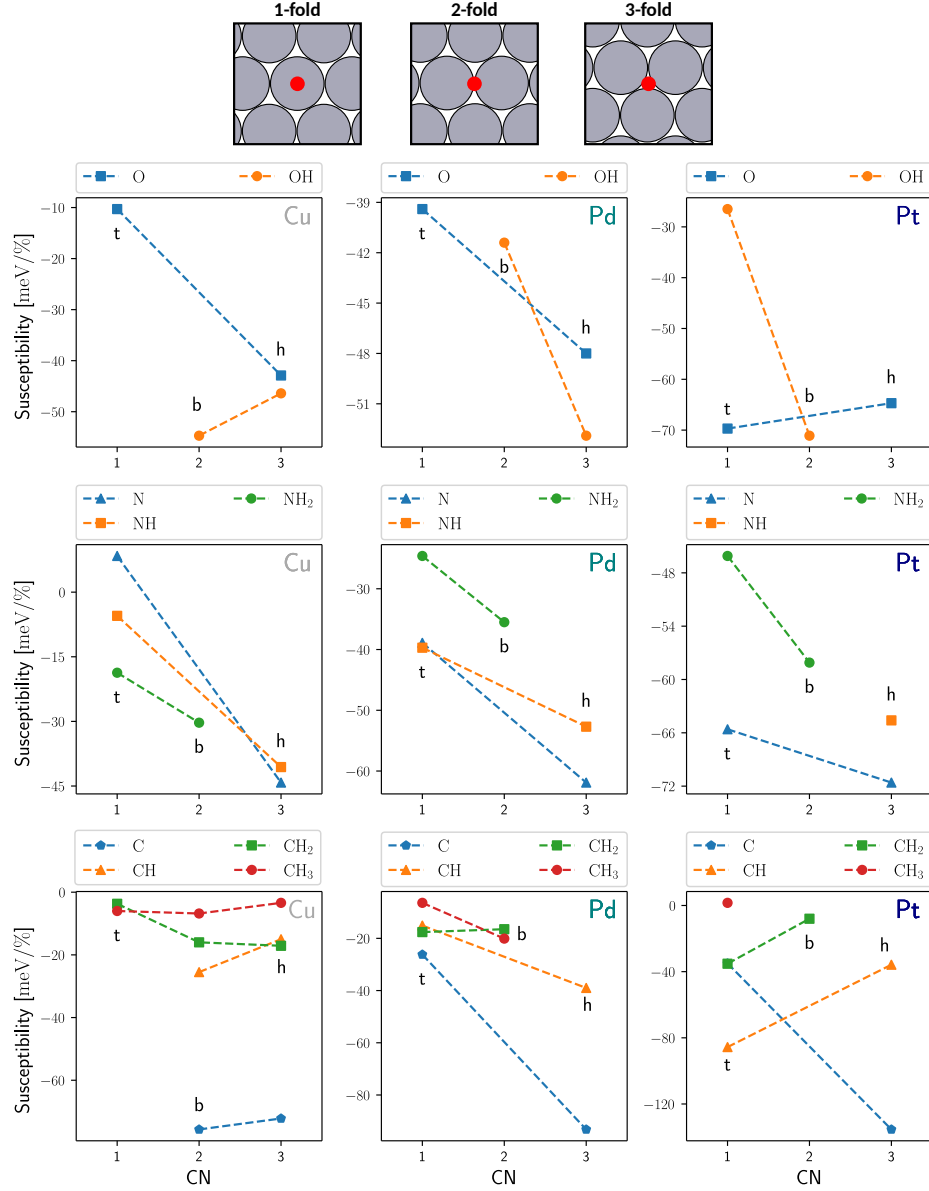 1-fold 2-fold 3-fold
O OH O OH O OH
Cu Pd Pt
Susceptibility [meV/%]
−10 −20 −30 −40 −50
t b h
1 2 3
−39 −42 −45 −48 −51
t b h
1 2 3
−30 −40 −50 −60 −70
t b h
1 2 3
N NH₂ N NH₂ N NH₂
NH NH NH
Cu Pd Pt
Susceptibility [meV/%]
0 −15 −30 −45
t b h
1 2 3
−30 −40 −50 −60
t b h
1 2 3
−48 −54 −60 −66 −72
t b h
1 2 3
C CH₂ C CH₂ C CH₂
CH CH₃ CH CH₃ CH CH₃
Cu Pd Pt
Susceptibility [meV/%]
0 −20 −40 −60
t b h
1 2 3
CN
−20 −40 −60 −80
t b h
1 2 3
CN
0 −40 −80 −120
t b h
1 2 3
CN